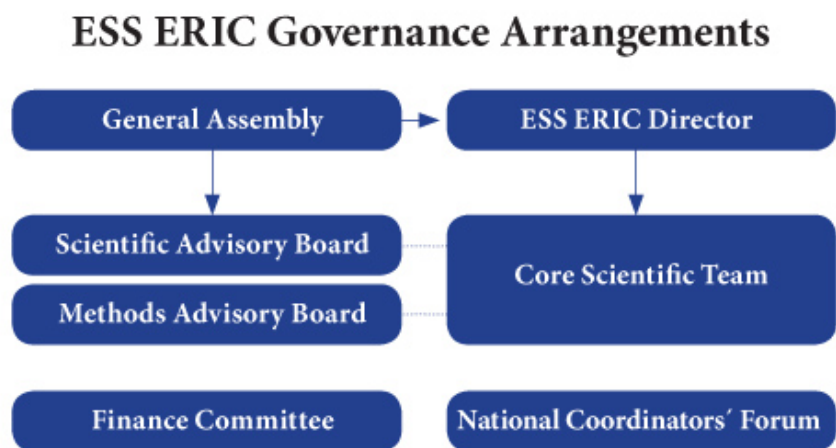 ESS ERIC Governance Arrangements
General Assembly
ESS ERIC Director
Scientific Advisory Board
Methods Advisory Board
Core Scientific Team
Finance Committee
National Coordinators´ Forum